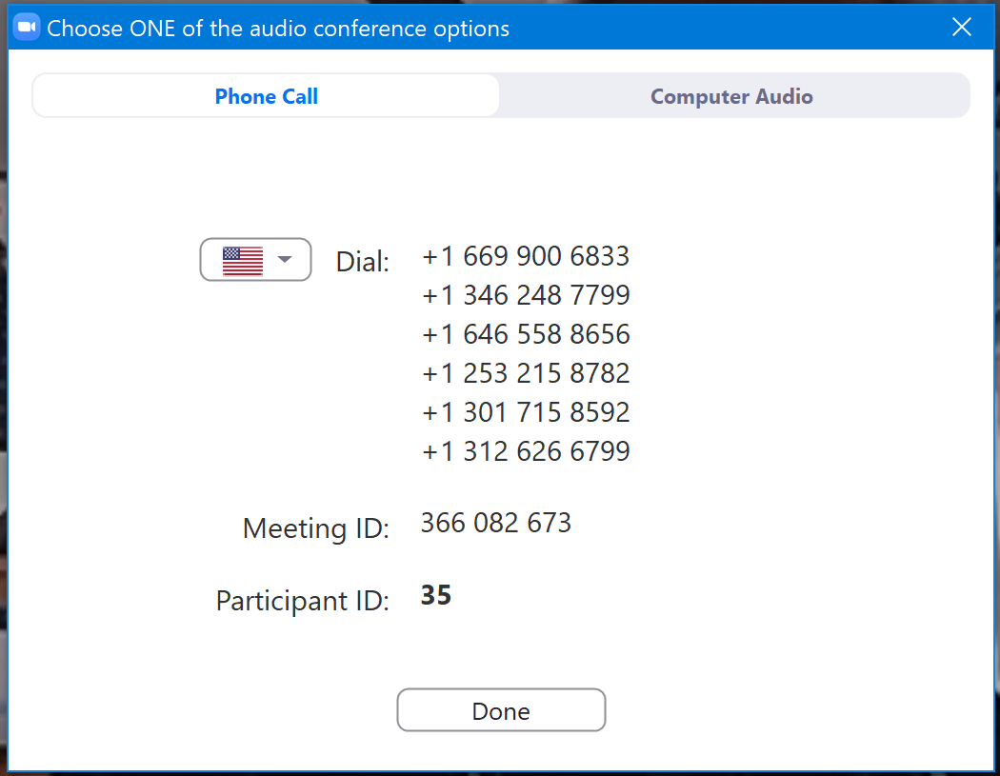 Choose ONE of the audio conference options
Phone Call
Computer Audio
Dial:
+1 669 900 6833
+1 346 248 7799
+1 646 558 8656
+1 253 215 8782
+1 301 715 8592
+1 312 626 6799
Meeting ID: 366 082 673
Participant ID: 35
Done